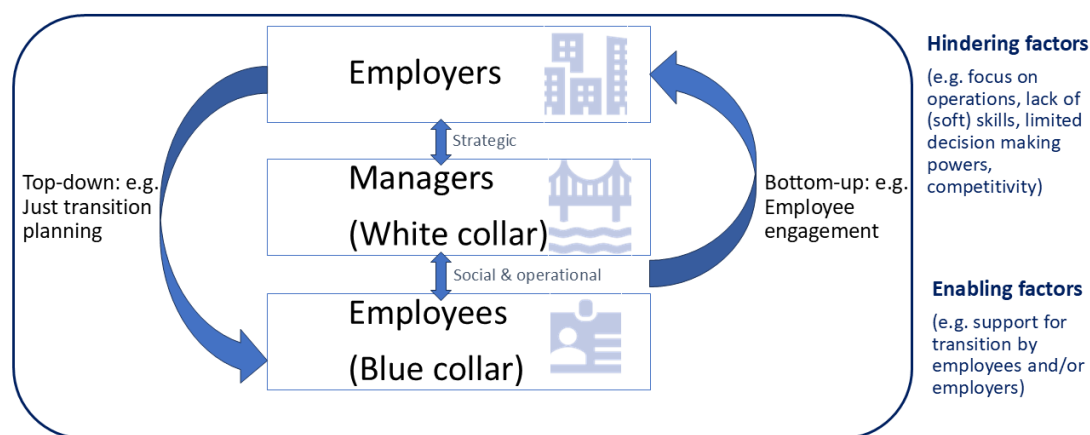 Employers
Strategic
Managers
(White collar)
Social & operational
Employees
(Blue collar)
Top-down: e.g.
Just transition
planning
Bottom-up: e.g.
Employee
engagement
Hindering factors
(e.g. focus on
operations, lack of
(soft) skills, limited
decision making
powers,
competitivity)
Enabling factors
(e.g. support for
transition by
employees and/or
employers)